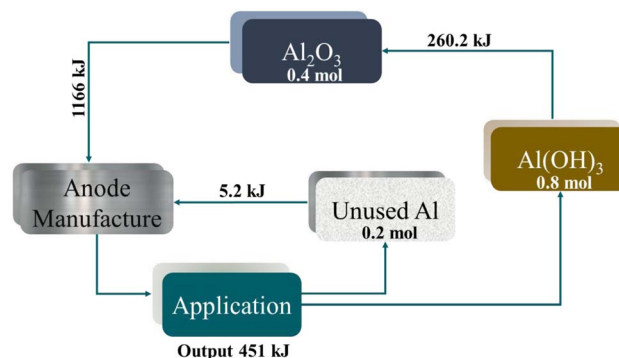 Al₂O₃
0.4 mol
260.2 kJ
1166 kJ
Al(OH)₃
0.8 mol
Anode
Manufacture
5.2 kJ
Unused Al
0.2 mol
Application
Output 451 kJ